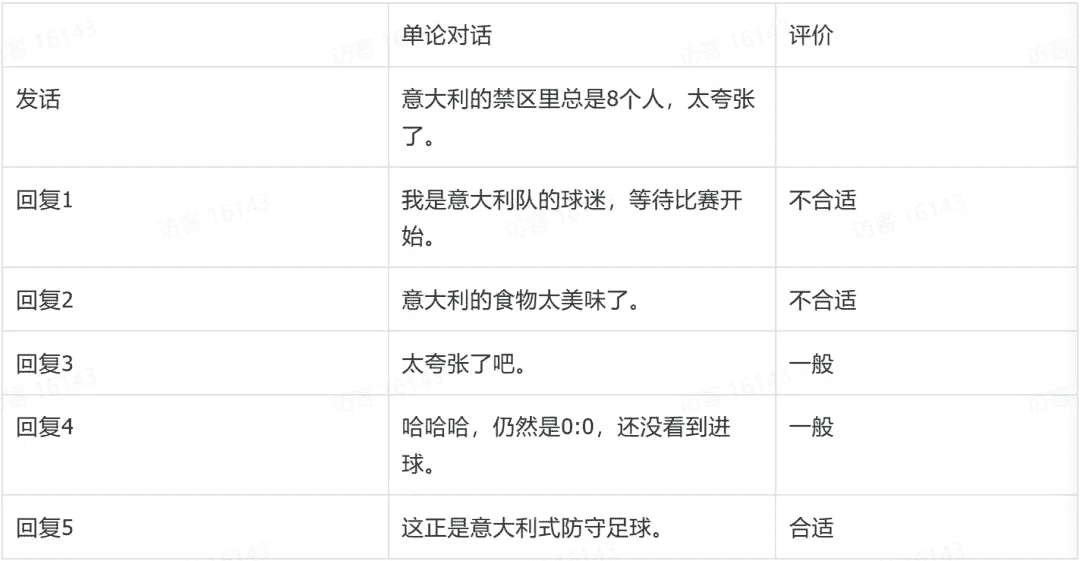 单论对话 评价
发话 意大利的禁区里总是8个人，太夸张
了。
回复1 我是意大利队的球迷，等待比赛开 不合适
始。
回复2 意大利的食物太美味了。 不合适
回复3 太夸张了吧。 一般
回复4 哈哈哈，仍然是0:0，还没看到进 一般
球。
回复5 这正是意大利式防守足球。 合适
访客 16143